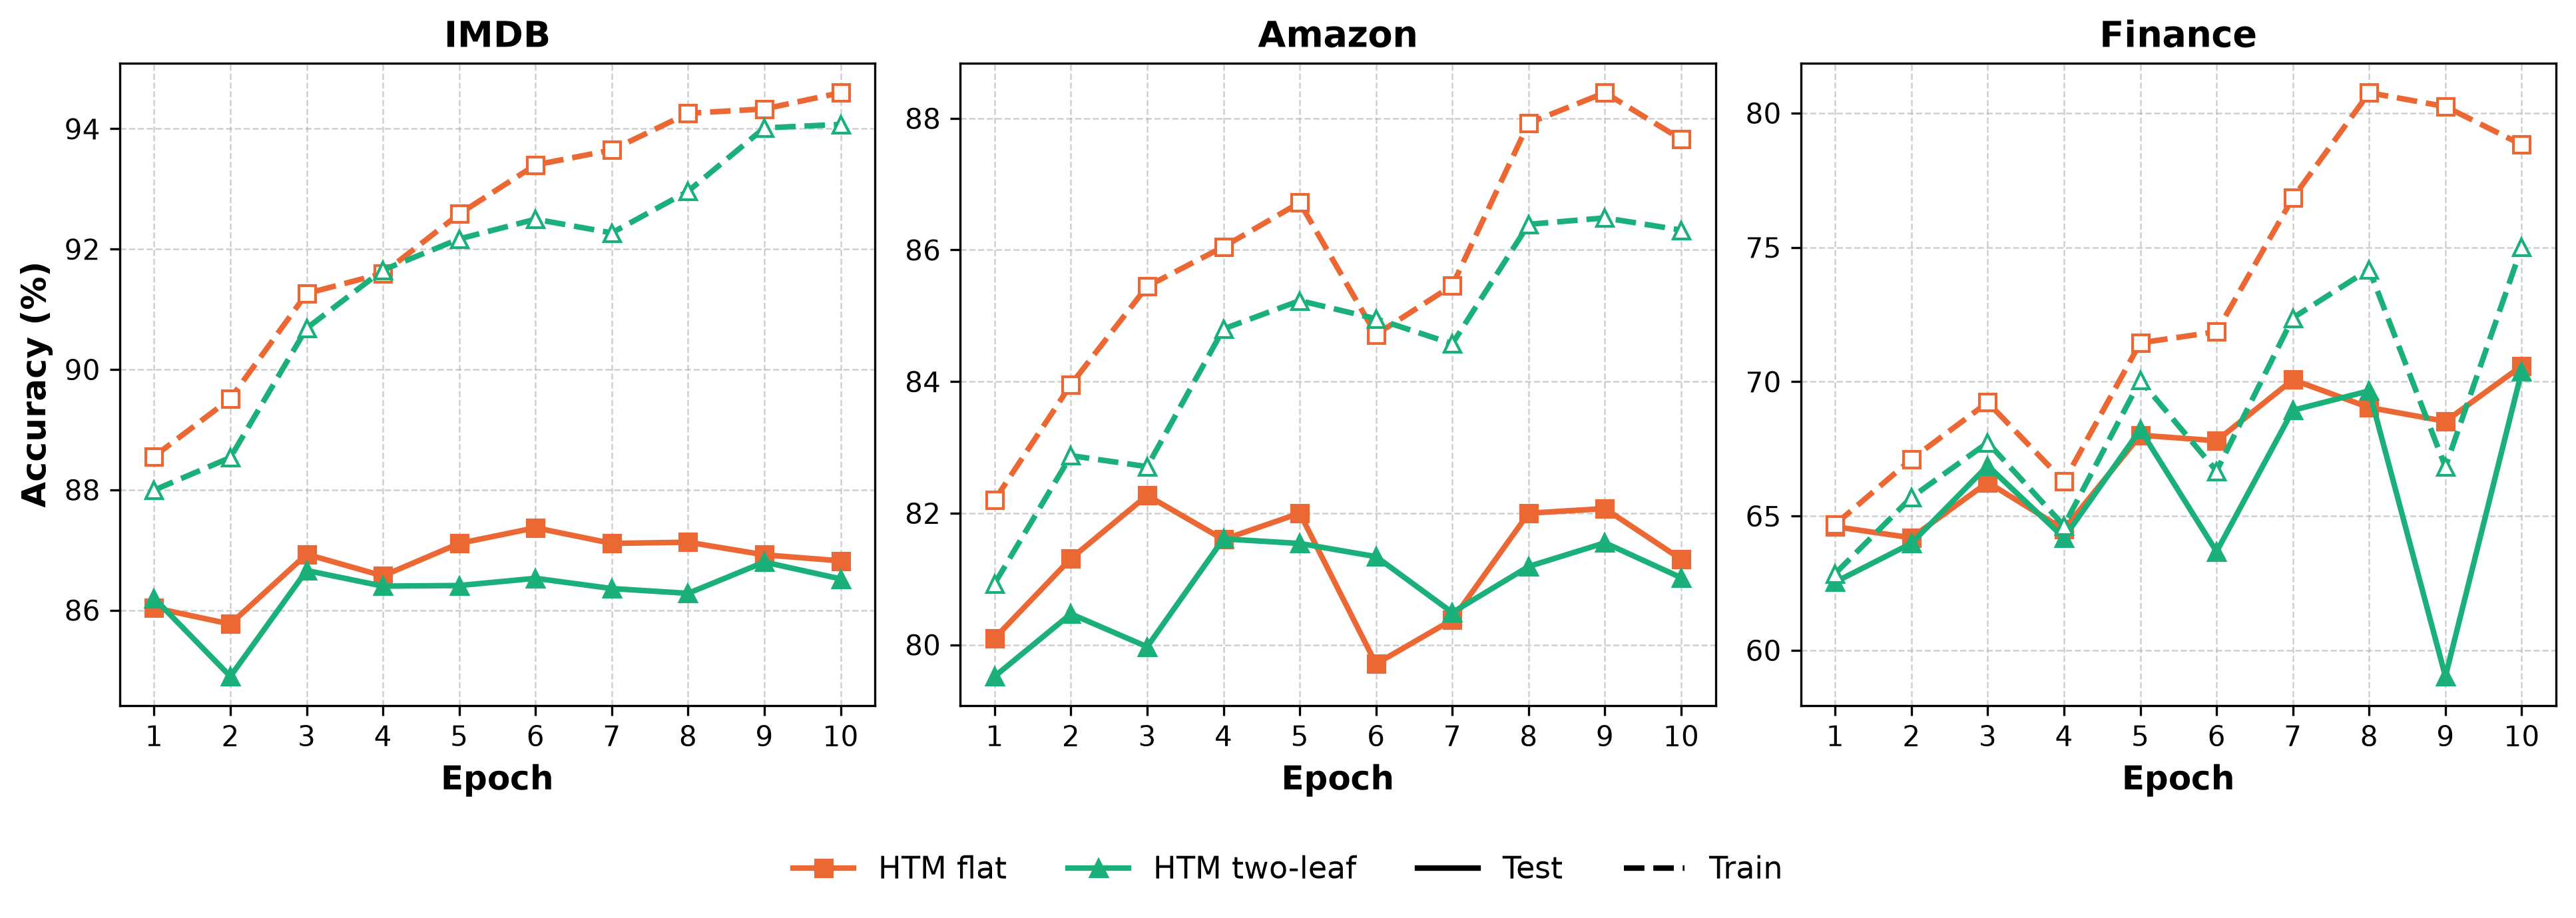 IMDB
Amazon
Finance
Accuracy (%)
94
92
90
88
86
88
86
84
82
80
80
75
70
65
60
1 2 3 4 5 6 7 8 9 10
1 2 3 4 5 6 7 8 9 10
1 2 3 4 5 6 7 8 9 10
Epoch
Epoch
Epoch
HTM flat
HTM two-leaf
Test
Train